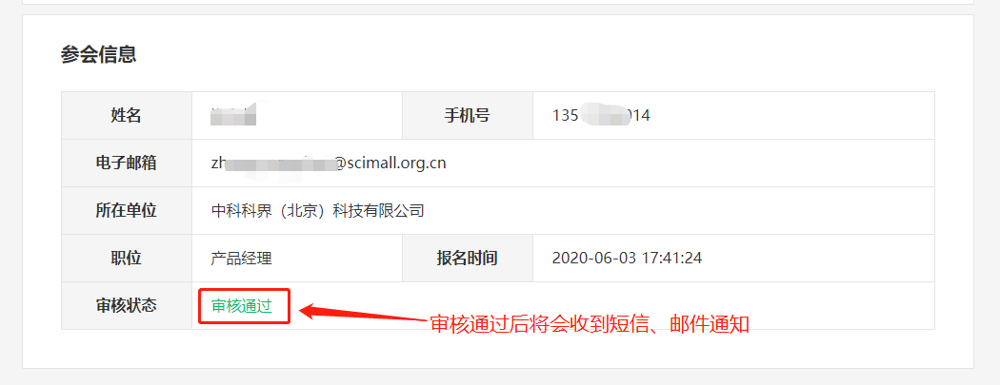 参会信息
姓名 手机号 135 014
电子邮箱 zh @scimall.org.cn
所在单位 中科科界（北京）科技有限公司
职位 产品经理 报名时间 2020-06-03 17:41:24
审核状态 审核通过
审核通过后将会收到短信、邮件通知